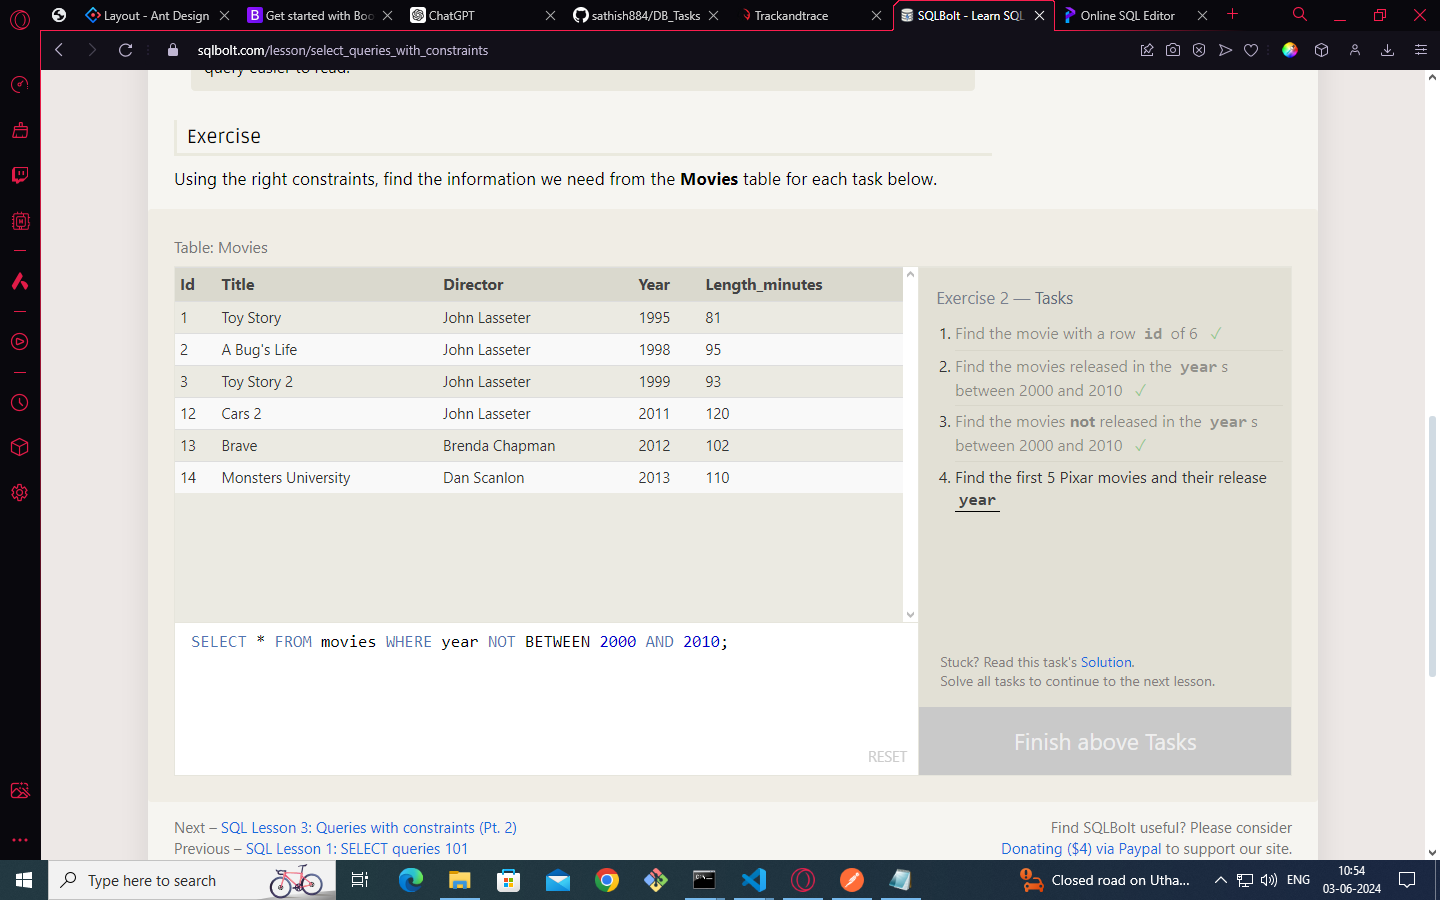 Layout - Ant Design
Get started with Boo
ChatGPT
sathish884/DB_Tasks
Trackandtrace
SQLBolt - Learn SQL
Online SQL Editor
sqlbolt.com/lesson/select_queries_with_constraints
query easier to read.
Exercise
Using the right constraints, find the information we need from the Movies table for each task below.
Table: Movies
Id Title Director Year Length_minutes
1 Toy Story John Lasseter 1995 81
2 A Bug's Life John Lasseter 1998 95
3 Toy Story 2 John Lasseter 1999 93
12 Cars 2 John Lasseter 2011 120
13 Brave Brenda Chapman 2012 102
14 Monsters University Dan Scanlon 2013 110
SELECT * FROM movies WHERE year NOT BETWEEN 2000 AND 2010;
RESET
Exercise 2 — Tasks
1. Find the movie with a row id of 6 ✓
2. Find the movies released in the year s
between 2000 and 2010 ✓
3. Find the movies not released in the year s
between 2000 and 2010 ✓
4. Find the first 5 Pixar movies and their release
year
Stuck? Read this task's Solution.
Solve all tasks to continue to the next lesson.
Finish above Tasks
Next – SQL Lesson 3: Queries with constraints (Pt. 2)
Previous – SQL Lesson 1: SELECT queries 101
Find SQLBolt useful? Please consider
Donating ($4) via Paypal to support our site.
Type here to search
Closed road on Utha...
ENG
10:54
03-06-2024